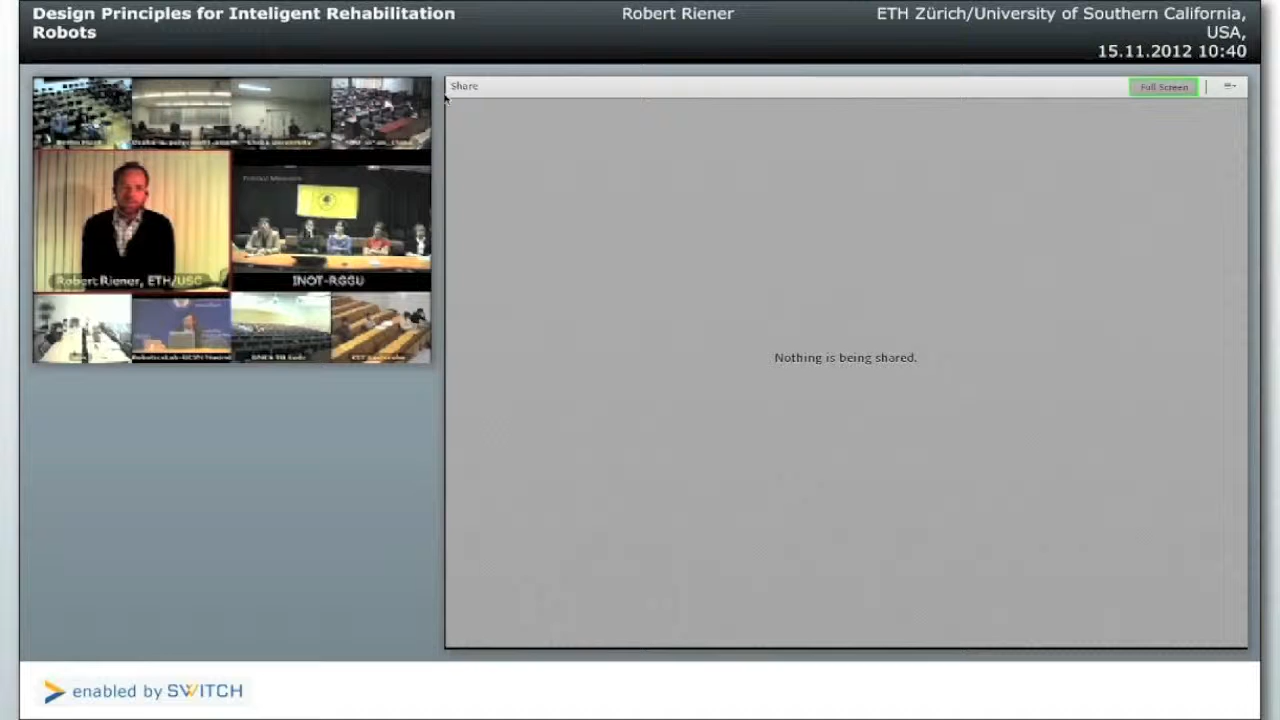 Design Principles for Inteligent Rehabilitation
Robots
Robert Riener
ETH Zürich/University of Southern California,
USA,
15.11.2012 10:40
Share
Full Screen
Robert Riener, ETH/USC
INOT-RGGU
Nothing is being shared.
enabled by SWITCH